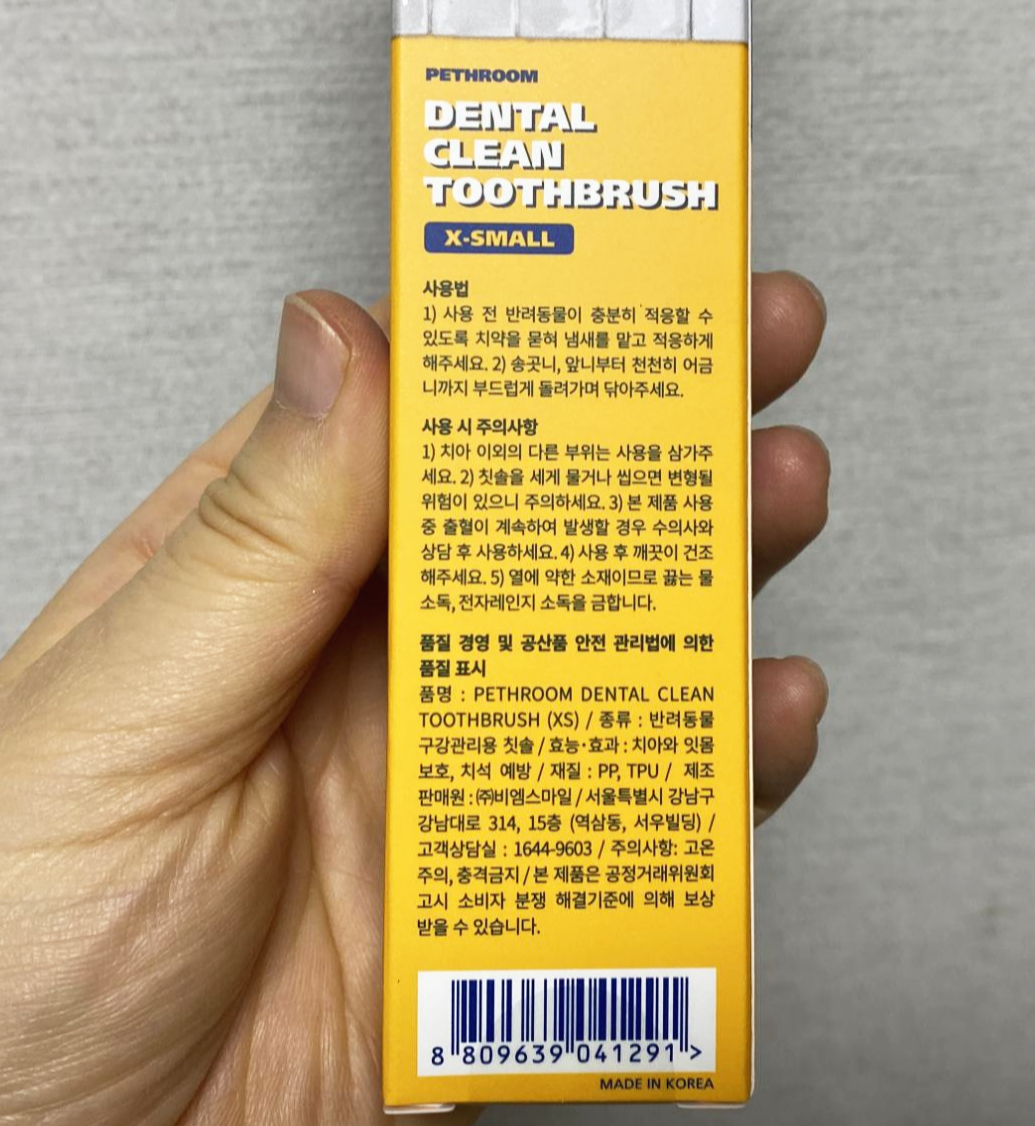 PETHROOM
DENTAL
CLEAN
TOOTHBRUSH
X-SMALL
사용법
1) 사용 전 반려동물이 충분히 적응할 수
있도록 치약을 묻혀 냄새를 맡고 적응하게
해주세요. 2) 송곳니, 앞니부터 천천히 어금
니까지 부드럽게 돌려가며 닦아주세요.
사용 시 주의사항
1) 치아 이외의 다른 부위는 사용을 삼가주
세요. 2) 칫솔을 세게 물거나 씹으면 변형될
위험이 있으니 주의하세요. 3) 본 제품 사용
중 출혈이 계속하여 발생할 경우 수의사와
상담 후 사용하세요. 4) 사용 후 깨끗이 건조
해주세요. 5) 열에 약한 소재이므로 끓는 물
소독, 전자레인지 소독을 금합니다.
품질 경영 및 공산품 안전 관리법에 의한
품질 표시
품명 : PETHROOM DENTAL CLEAN
TOOTHBRUSH (XS) / 종류 : 반려동물
구강관리용 칫솔 / 효능·효과 : 치아와 잇몸
보호, 치석 예방 / 재질 : PP, TPU / 제조
판매원 : ㈜비엠스마일 / 서울특별시 강남구
강남대로 314, 15층 (역삼동, 서우빌딩) /
고객상담실 : 1644-9603 / 주의사항: 고온
주의, 충격금지 / 본 제품은 공정거래위원회
고시 소비자 분쟁 해결기준에 의해 보상
받을 수 있습니다.
8 809639 041291 >
MADE IN KOREA